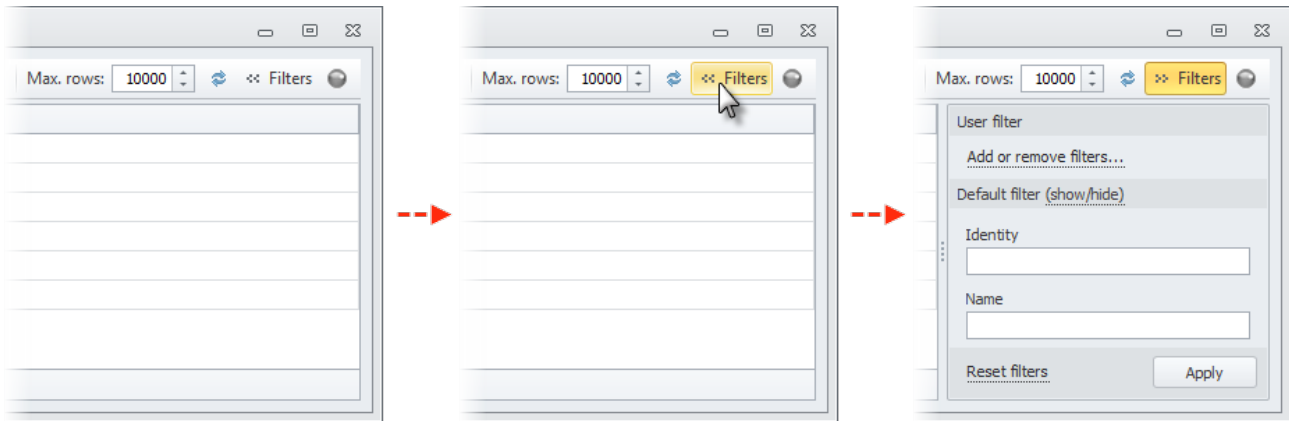 Max. rows: 10000 Filters
Max. rows: 10000 Filters
Max. rows: 10000 Filters
User filter
Add or remove filters...
Default filter (show/hide)
Identity
Name
Reset filters Apply